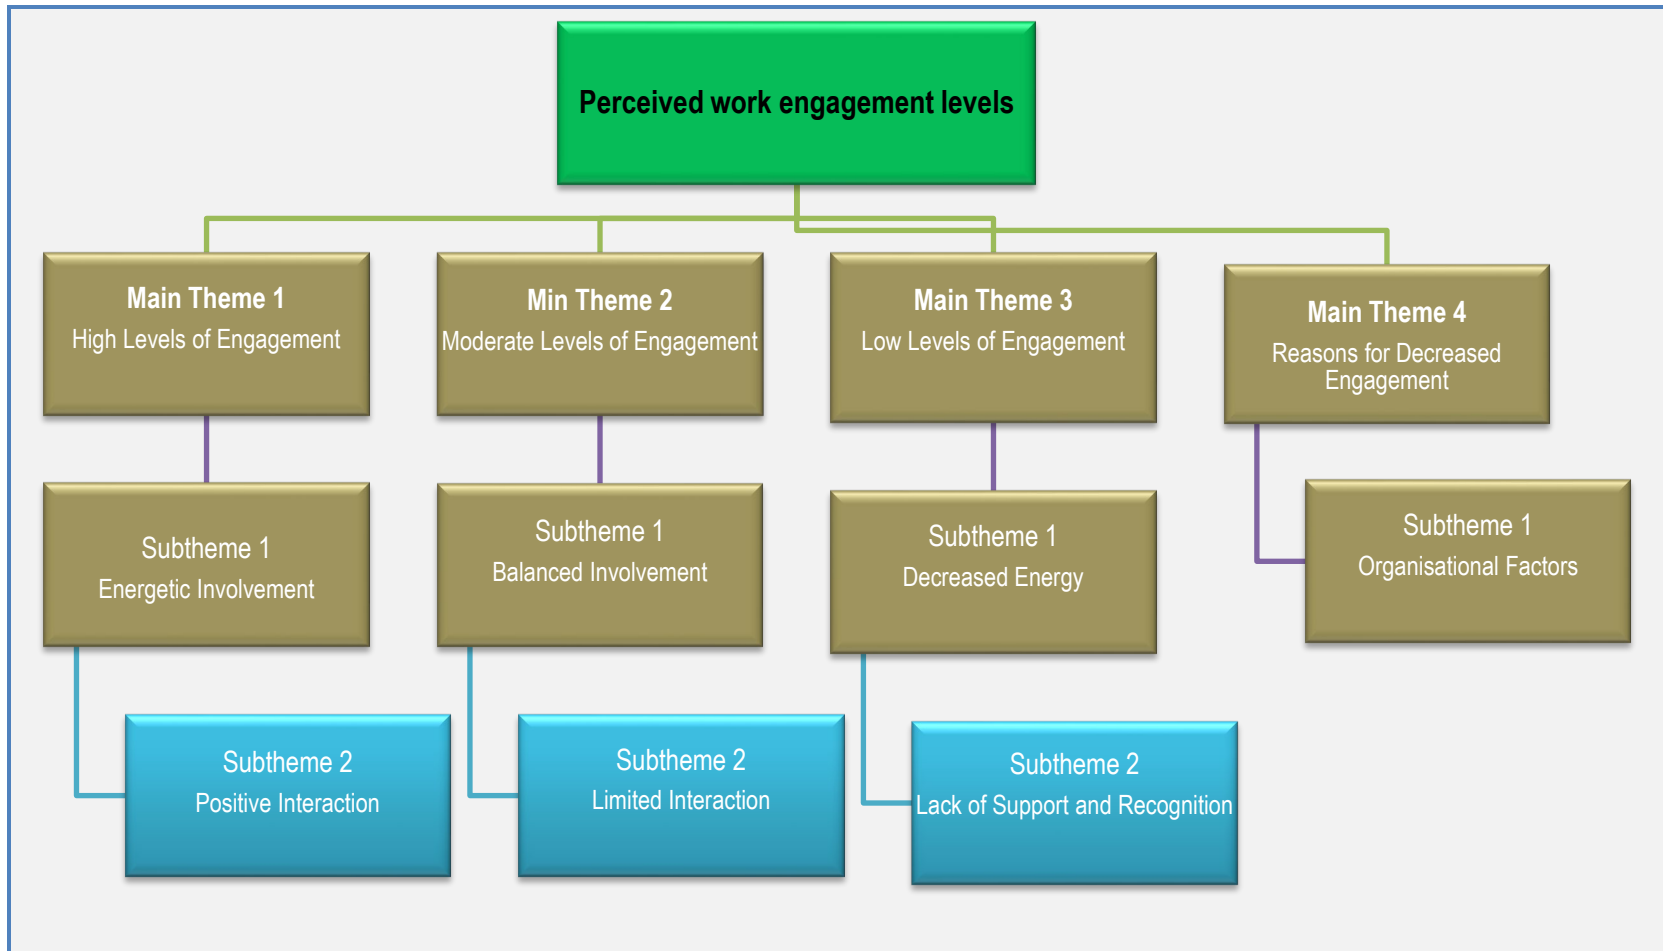 Perceived work engagement levels
Main Theme 1
High Levels of Engagement
Min Theme 2
Moderate Levels of Engagement
Main Theme 3
Low Levels of Engagement
Main Theme 4
Reasons for Decreased
Engagement
Subtheme 1
Energetic Involvement
Subtheme 1
Balanced Involvement
Subtheme 1
Decreased Energy
Subtheme 1
Organisational Factors
Subtheme 2
Positive Interaction
Subtheme 2
Limited Interaction
Subtheme 2
Lack of Support and Recognition